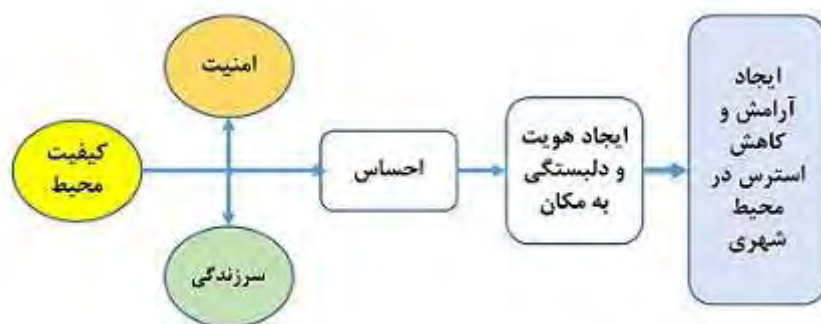 امنیت
کیفیت
محیط
سرزندگی
احساس
ایجاد هویت
و دلبستگی
به مکان
ایجاد
آرامش و
کاهش
استرس در
محیط
شهری